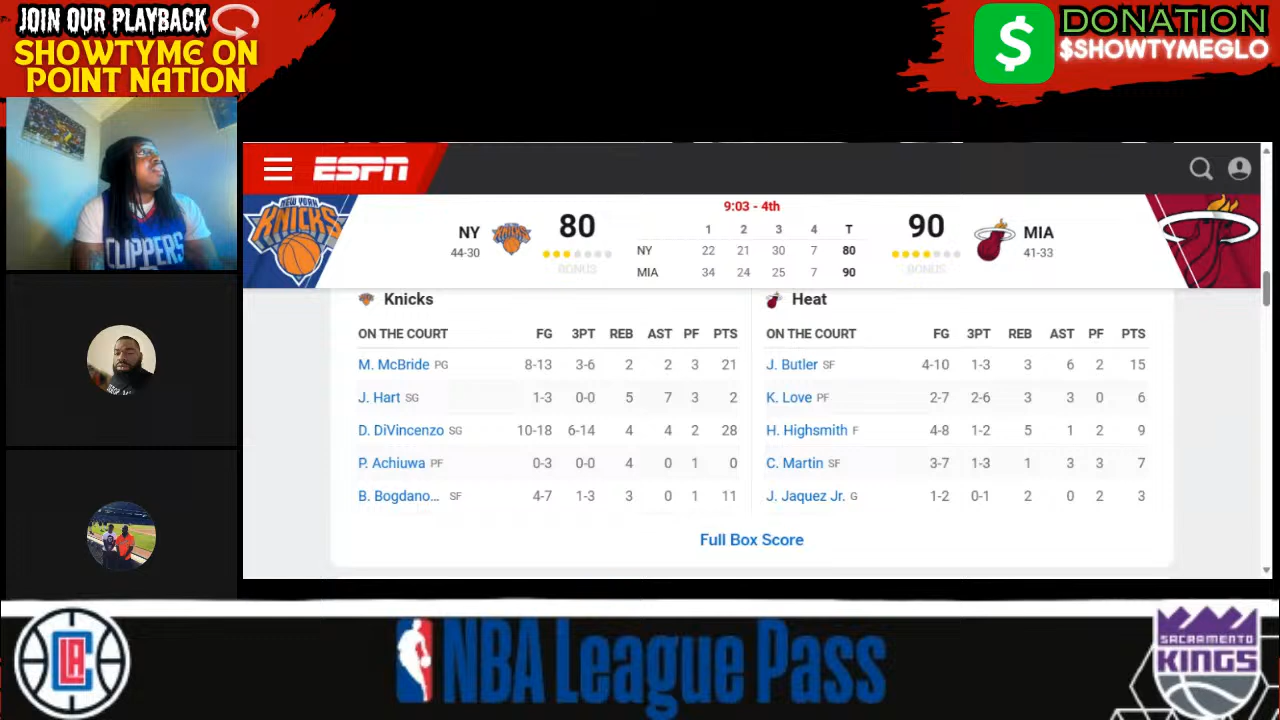 JOIN OUR PLAYBACK
SHOWTYME ON
POINT NATION
DONATION
$SHOWTYMEGLO
$
CLIPPERS
ESPN
NEW YORK
KNICKS
NY
44-30
80
BONUS
9:03 - 4th
1 2 3 4 T
NY 22 21 30 7 80
MIA 34 24 25 7 90
90
BONUS
MIA
41-33
Knicks
ON THE COURT FG 3PT REB AST PF PTS
M. McBride PG 8-13 3-6 2 2 3 21
J. Hart SG 1-3 0-0 5 7 3 2
D. DiVincenzo SG 10-18 6-14 4 4 2 28
P. Achiuwa PF 0-3 0-0 4 0 1 0
B. Bogdano... SF 4-7 1-3 3 0 1 11
Heat
ON THE COURT FG 3PT REB AST PF PTS
J. Butler SF 4-10 1-3 3 6 2 15
K. Love PF 2-7 2-6 3 3 0 6
H. Highsmith F 4-8 1-2 5 1 2 9
C. Martin SF 3-7 1-3 1 3 3 7
J. Jaquez Jr. G 1-2 0-1 2 0 2 3
Full Box Score
LA
NBA League Pass
SACRAMENTO
KINGS